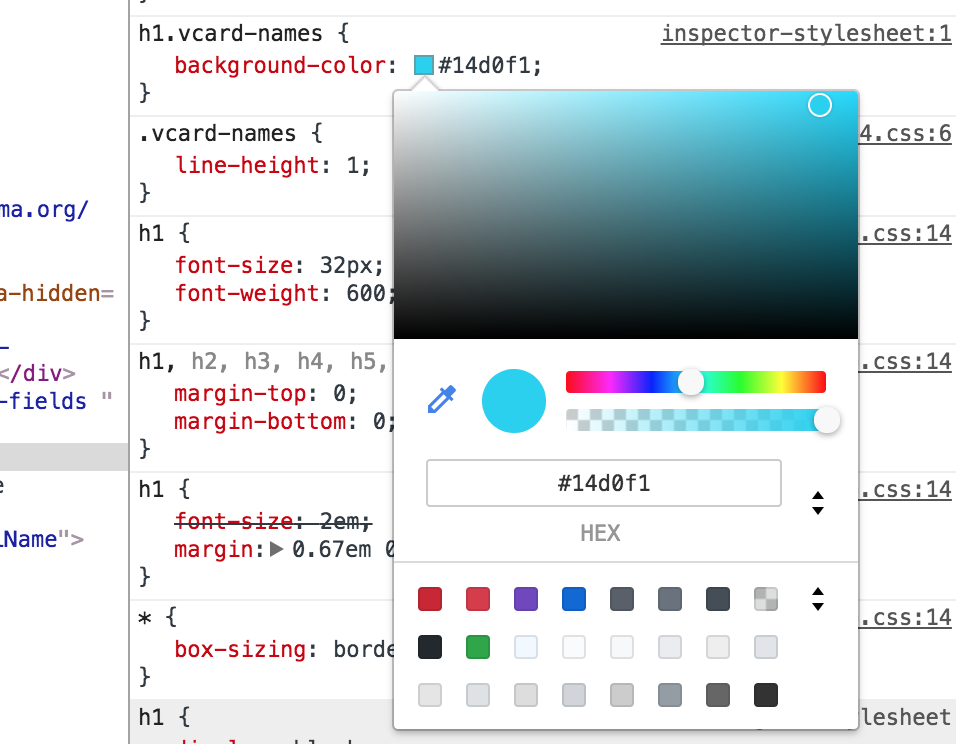 h1.vcard-names {
inspector-stylesheet:1
background-color: #14d0f1;
}
.vcard-names {
4.css:6
line-height: 1;
}
ma.org/
h1 {
.css:14
font-size: 32px;
a-hidden=
font-weight: 600;
}
h1, h2, h3, h4, h5,
.css:14
</div>
margin-top: 0;
-fields "
margin-bottom: 0;
}
#14d0f1
HEX
h1 {
.css:14
font-size: 2em;
lName">
margin: 0.67em 0
}
* {
.css:14
box-sizing: borde
}
h1 {
lesheet